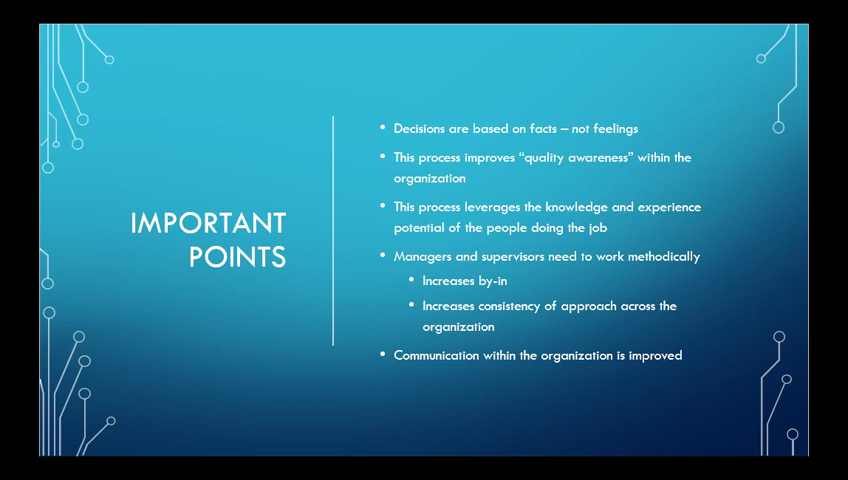 IMPORTANT
POINTS
• Decisions are based on facts – not feelings
• This process improves “quality awareness” within the
organization
• This process leverages the knowledge and experience
potential of the people doing the job
• Managers and supervisors need to work methodically
• Increases by-in
• Increases consistency of approach across the
organization
• Communication within the organization is improved